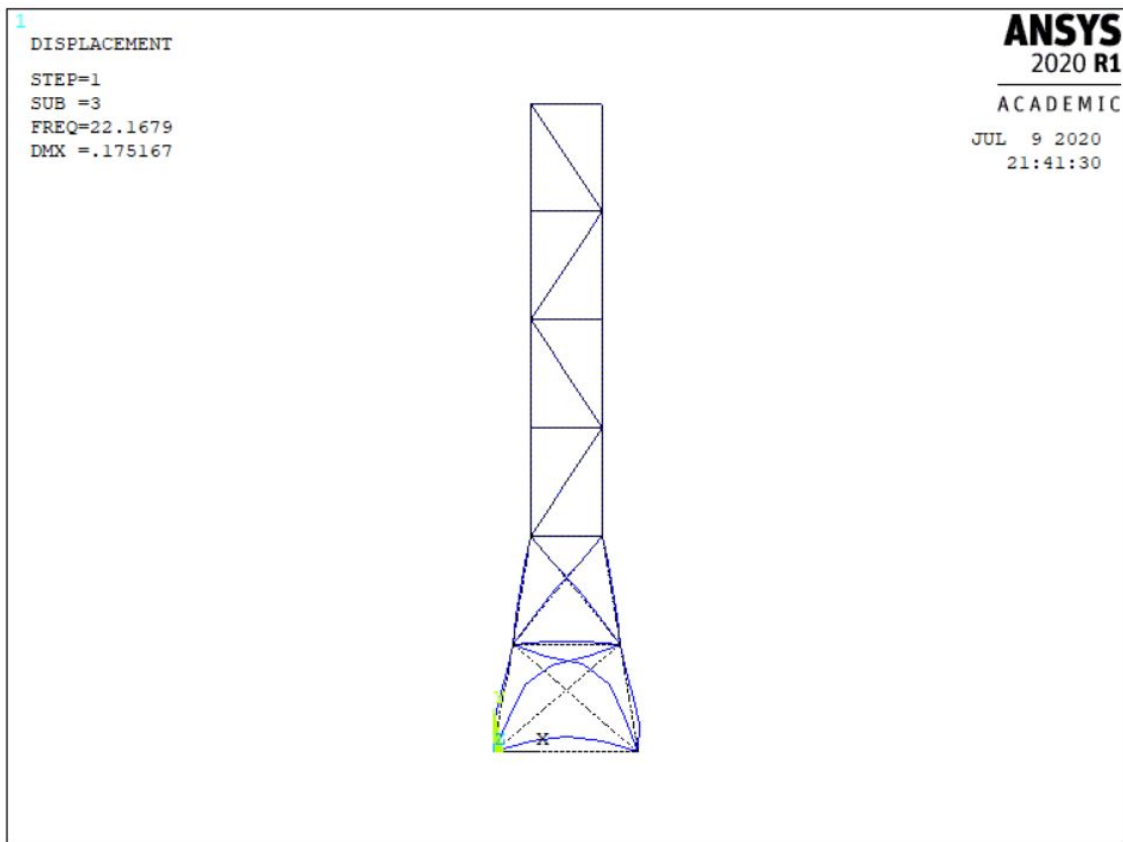 1
DISPLACEMENT
STEP=1
SUB =3
FREQ=22.1679
DMX =.175167
ANSYS
2020 R1
ACADEMIC
JUL 9 2020
21:41:30
X